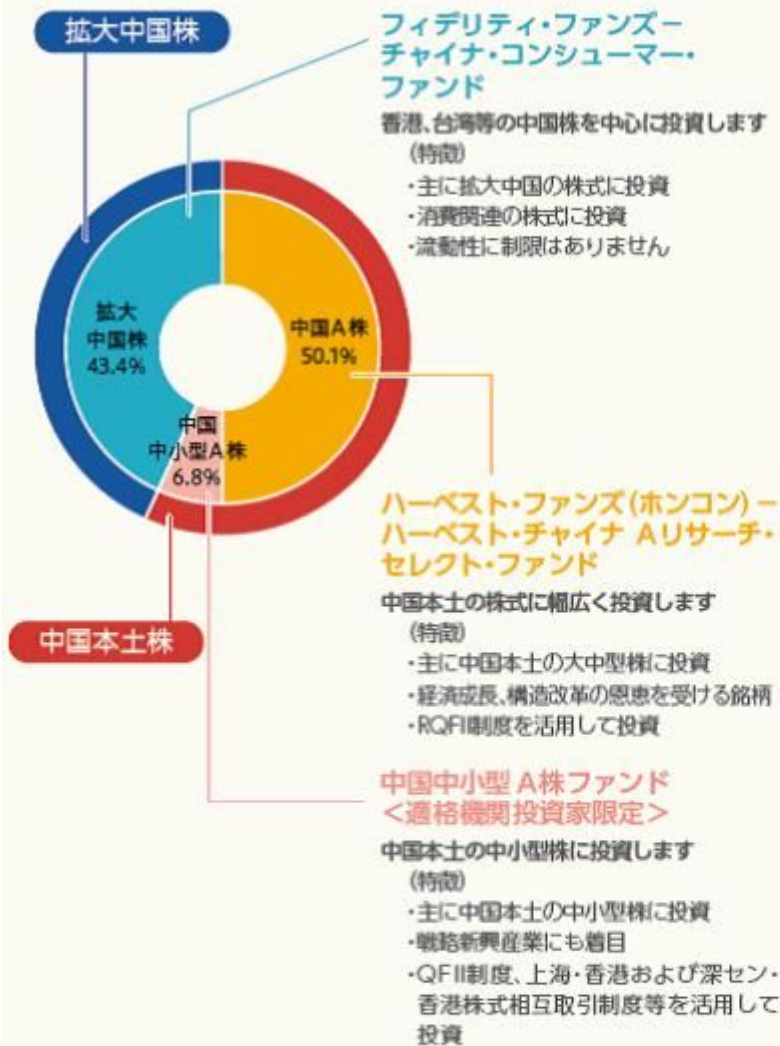 拡大中国株
フィデリティ・ファンズー
チャイナ・コンシューマー・
ファンド
香港、台湾等の中国株を中心に投資します
(特徴)
・主に拡大中国の株式に投資
・消費関連の株式に投資
・流動性に制限はありません
拡大
中国株
43.4%
中国A株
50.1%
中国
中小型A株
6.8%
ハーベスト・ファンズ(ホンコン)ー
ハーベスト・チャイナ Aリサーチ・
セレクト・ファンド
中国本土の株式に幅広く投資します
(特徴)
・主に中国本土の大中型株に投資
・経済成長、構造改革の恩恵を受ける銘柄
・RQFII制度を活用して投資
中国本土株
中国中小型 A株ファンド
<適格機関投資家限定>
中国本土の中小型株に投資します
(特徴)
・主に中国本土の中小型株に投資
・戦略新興産業にも着目
・QFII制度、上海・香港および深セン・
香港株式相互取引制度等を活用して
投資